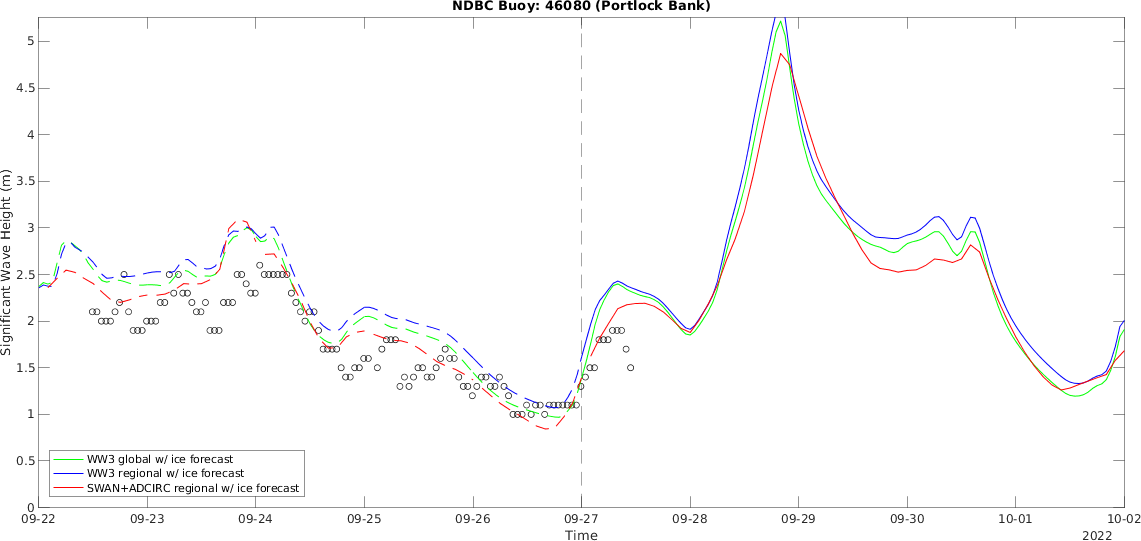 NDBC Buoy: 46080 (Portlock Bank)
Significant Wave Height (m)
5
4.5
4
3.5
3
2.5
2
1.5
1
0.5
0
WW3 global w/ ice forecast
WW3 regional w/ ice forecast
SWAN+ADCIRC regional w/ ice forecast
09-22 09-23 09-24 09-25 09-26 09-27 09-28 09-29 09-30 10-01 10-02
Time
2022